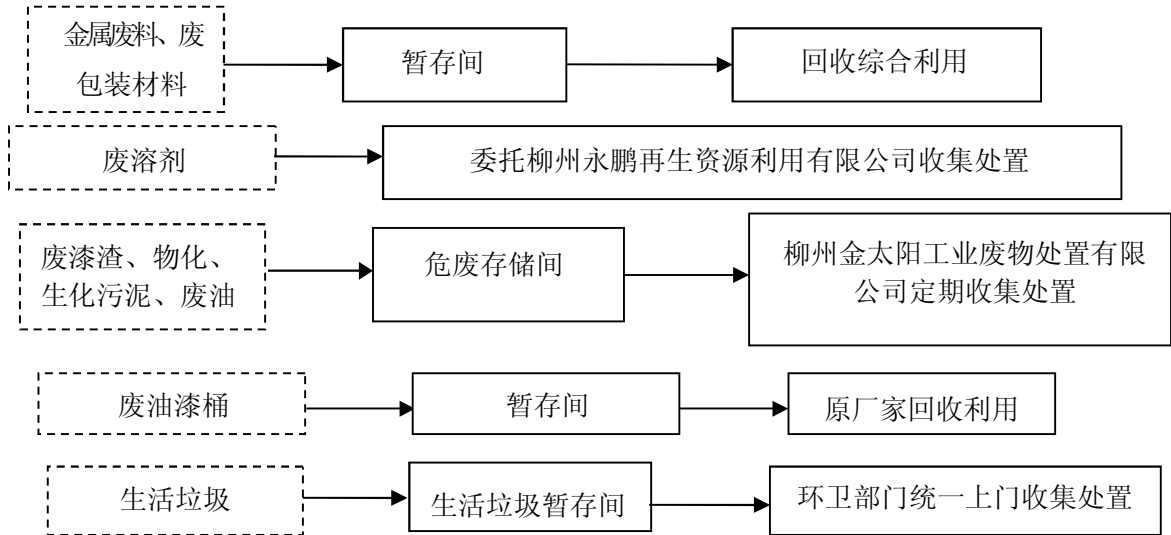 金属废料、废
包装材料
暂存间
回收综合利用
废溶剂
委托柳州永鹏再生资源利用有限公司收集处置
废漆渣、物化、
生化污泥、废油
危废存储间
柳州金太阳工业废物处置有限
公司定期收集处置
废油漆桶
暂存间
原厂家回收利用
生活垃圾
生活垃圾暂存间
环卫部门统一上门收集处置